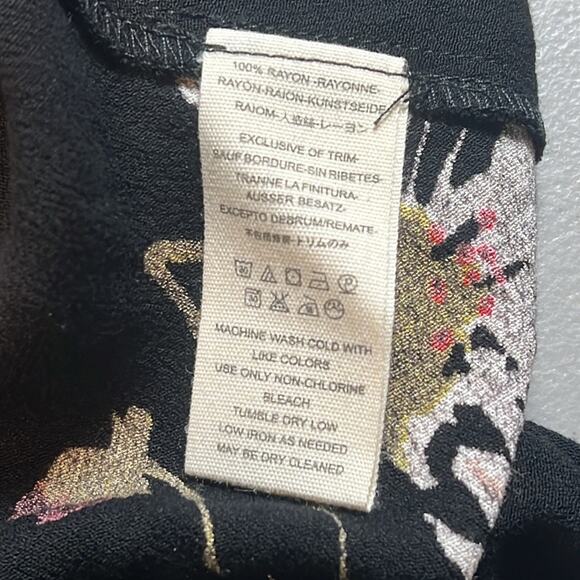 100% RAYON -RAYONNE-
RAYON-RAION-KUNSTSEIDE
RAIOM-人造絲-レーヨン
EXCLUSIVE OF TRIM-
SAUF BORDURE-SIN RIBETES-
TRANNE LA FINITURA-
AUSSER BESATZ-
EXCEPTO DEBRUM/REMATE-
トリムのみ
MACHINE WASH COLD WITH
LIKE COLORS
USE ONLY NON-CHLORINE
BLEACH
TUMBLE DRY LOW
LOW IRON AS NEEDED
MAY BE DRY CLEANED